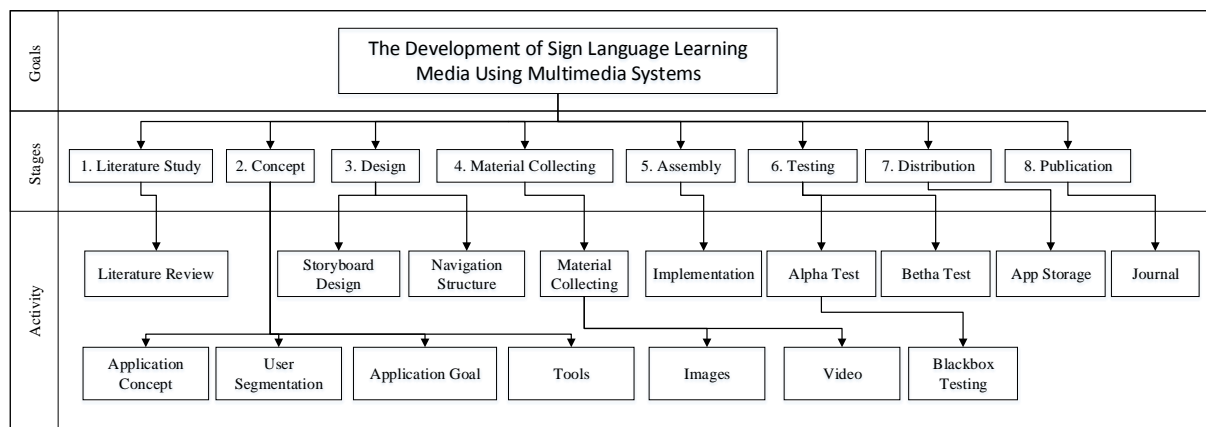 Goals
The Development of Sign Language Learning
Media Using Multimedia Systems
Stages
1. Literature Study
2. Concept
3. Design
4. Material Collecting
5. Assembly
6. Testing
7. Distribution
8. Publication
Activity
Literature Review
Storyboard
Design
Navigation
Structure
Material
Collecting
Implementation
Alpha Test
Betha Test
App Storage
Journal
Application
Concept
User
Segmentation
Application Goal
Tools
Images
Video
Blackbox
Testing